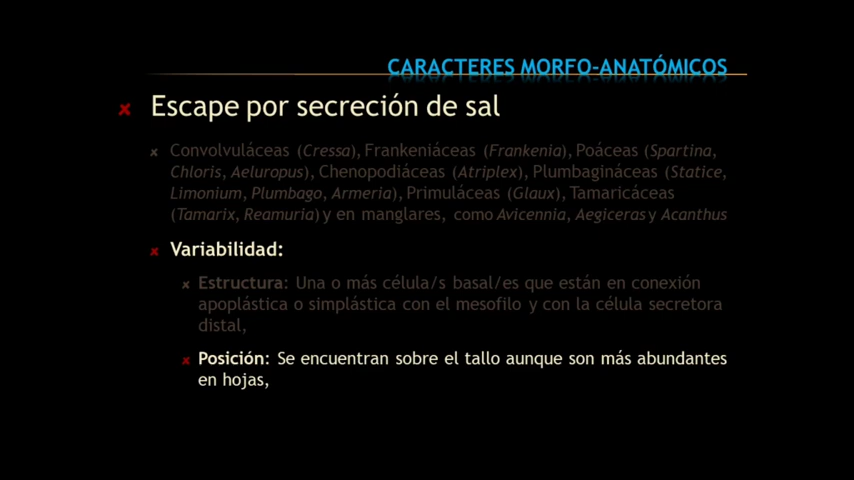 CARACTERES MORFO-ANATÓMICOS
Escape por secreción de sal
Convolvuláceas (Cressa), Frankeniáceas (Frankenia), Poáceas (Spartina,
Chloris, Aeluropus), Chenopodiáceas (Atriplex), Plumbagináceas (Statice,
Limonium, Plumbago, Armeria), Primuláceas (Glaux), Tamaricáceas
(Tamarix, Reamuria) y en manglares, como Avicennia, Aegiceras y Acanthus
Variabilidad:
Estructura: Una o más célula/s basal/es que están en conexión
apoplástica o simplástica con el mesofilo y con la célula secretora
distal,
Posición: Se encuentran sobre el tallo aunque son más abundantes
en hojas,